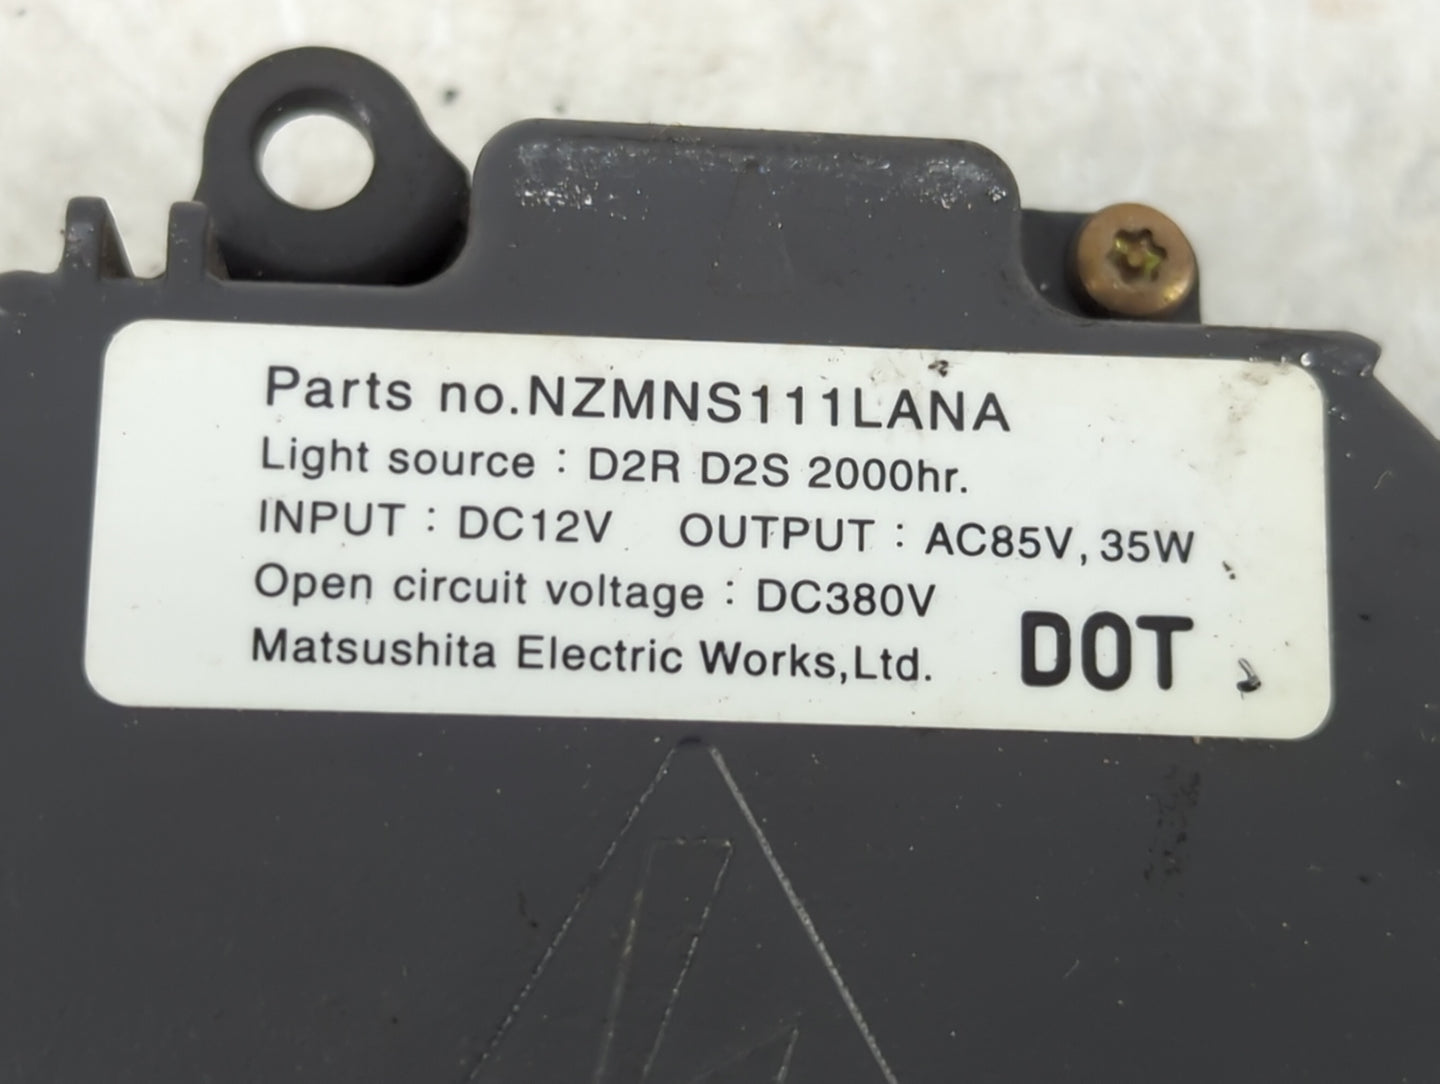 Parts no.NZMNS111LANA
Light source : D2R D2S 2000hr.
INPUT : DC12V OUTPUT : AC85V, 35W
Open circuit voltage : DC380V
Matsushita Electric Works,Ltd. DOT